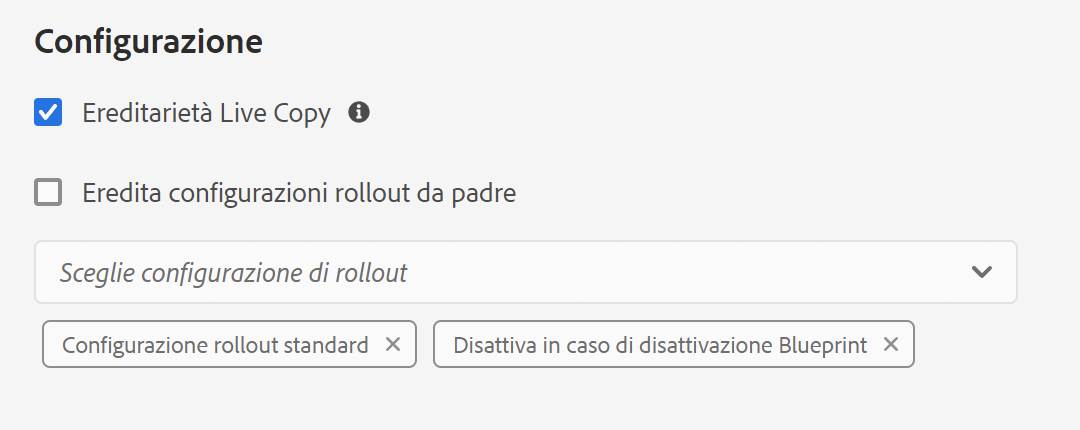 Configurazione
Ereditarietà Live Copy
Eredita configurazioni rollout da padre
Sceglie configurazione di rollout
Configurazione rollout standard
Disattiva in caso di disattivazione Blueprint